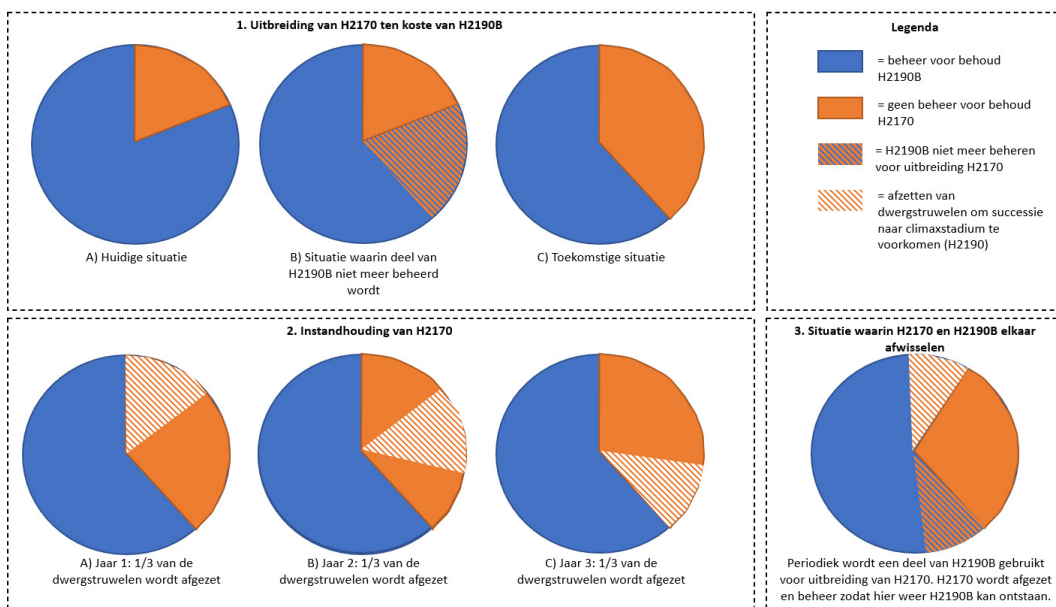 1. Uitbreiding van H2170 ten koste van H2190B
A) Huidige situatie
B) Situatie waarin deel van
H2190B niet meer beheerd
wordt
C) Toekomstige situatie
Legenda
= beheer voor behoud
H2190B
= geen beheer voor behoud
H2170
= H2190B niet meer beheren
voor uitbreiding H2170
= afzetten van
dwergstruwelen om successie
naar climaxstadium te
voorkomen (H2190)
2. Instandhouding van H2170
A) Jaar 1: 1/3 van de
dwergstruwelen wordt afgezet
B) Jaar 2: 1/3 van de
dwergstruwelen wordt afgezet
C) Jaar 3: 1/3 van de
dwergstruwelen wordt afgezet
3. Situatie waarin H2170 en H2190B elkaar
afwisselen
Periodiek wordt een deel van H2190B gebruikt
voor uitbreiding van H2170. H2170 wordt afgezet
en beheer zodat hier weer H2190B kan ontstaan.